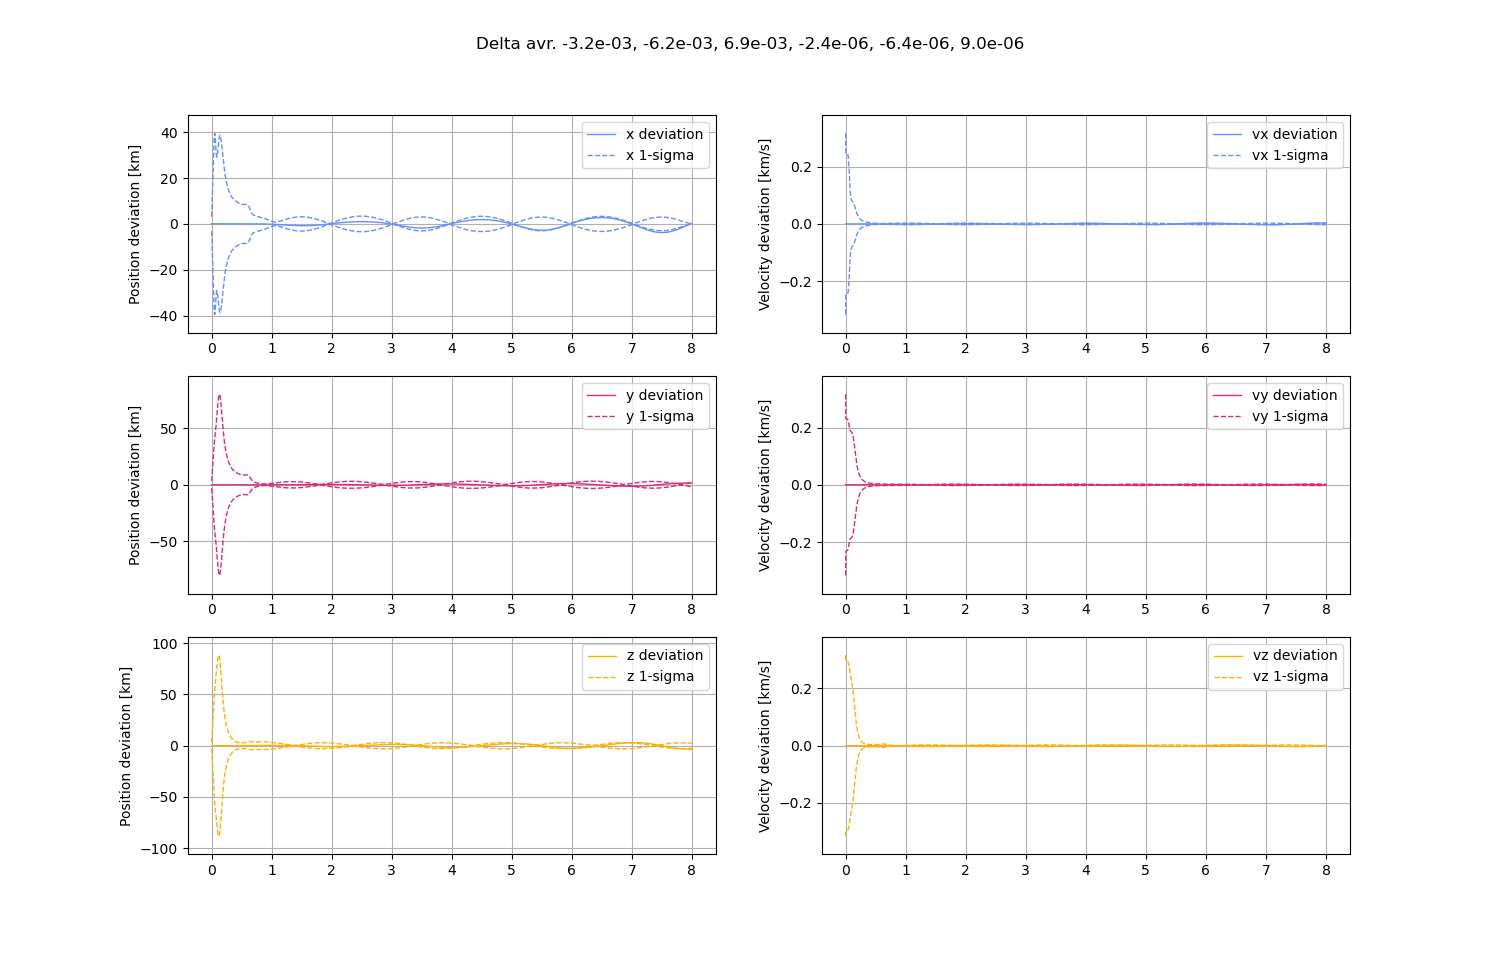 Delta avr. -3.2e-03, -6.2e-03, 6.9e-03, -2.4e-06, -6.4e-06, 9.0e-06
Position deviation [km]
40
20
0
−20
−40
0 1 2 3 4 5 6 7 8
x deviation
x 1-sigma
Velocity deviation [km/s]
0.2
0.0
−0.2
0 1 2 3 4 5 6 7 8
vx deviation
vx 1-sigma
Position deviation [km]
50
0
−50
0 1 2 3 4 5 6 7 8
y deviation
y 1-sigma
Velocity deviation [km/s]
0.2
0.0
−0.2
0 1 2 3 4 5 6 7 8
vy deviation
vy 1-sigma
Position deviation [km]
100
50
0
−50
−100
0 1 2 3 4 5 6 7 8
z deviation
z 1-sigma
Velocity deviation [km/s]
0.2
0.0
−0.2
0 1 2 3 4 5 6 7 8
vz deviation
vz 1-sigma